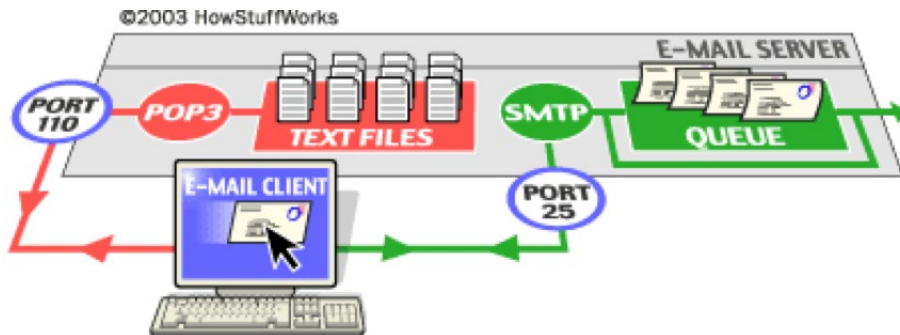 ©2003 HowStuffWorks
E-MAIL SERVER
PORT
110
POP3
TEXT FILES
SMTP
QUEUE
E-MAIL CLIENT
PORT
25